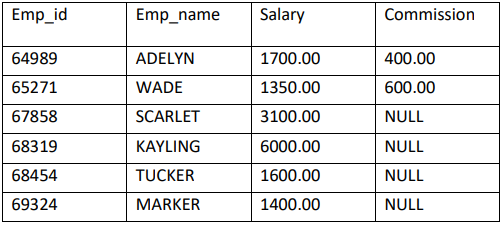 Emp_id Emp_name Salary Commission
64989 ADELYN 1700.00 400.00
65271 WADE 1350.00 600.00
67858 SCARLET 3100.00 NULL
68319 KAYLING 6000.00 NULL
68454 TUCKER 1600.00 NULL
69324 MARKER 1400.00 NULL